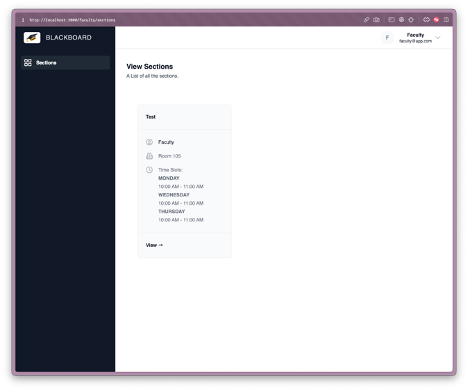 http://localhost:3000/faculty/sections
BLACKBOARD
F
Faculty
faculty@app.com
Sections
View Sections
A List of all the sections.
Test
Faculty
Room 105
Time Slots:
MONDAY
10:00 AM - 11:00 AM
WEDNESDAY
10:00 AM - 11:00 AM
THURSDAY
10:00 AM - 11:00 AM
View →